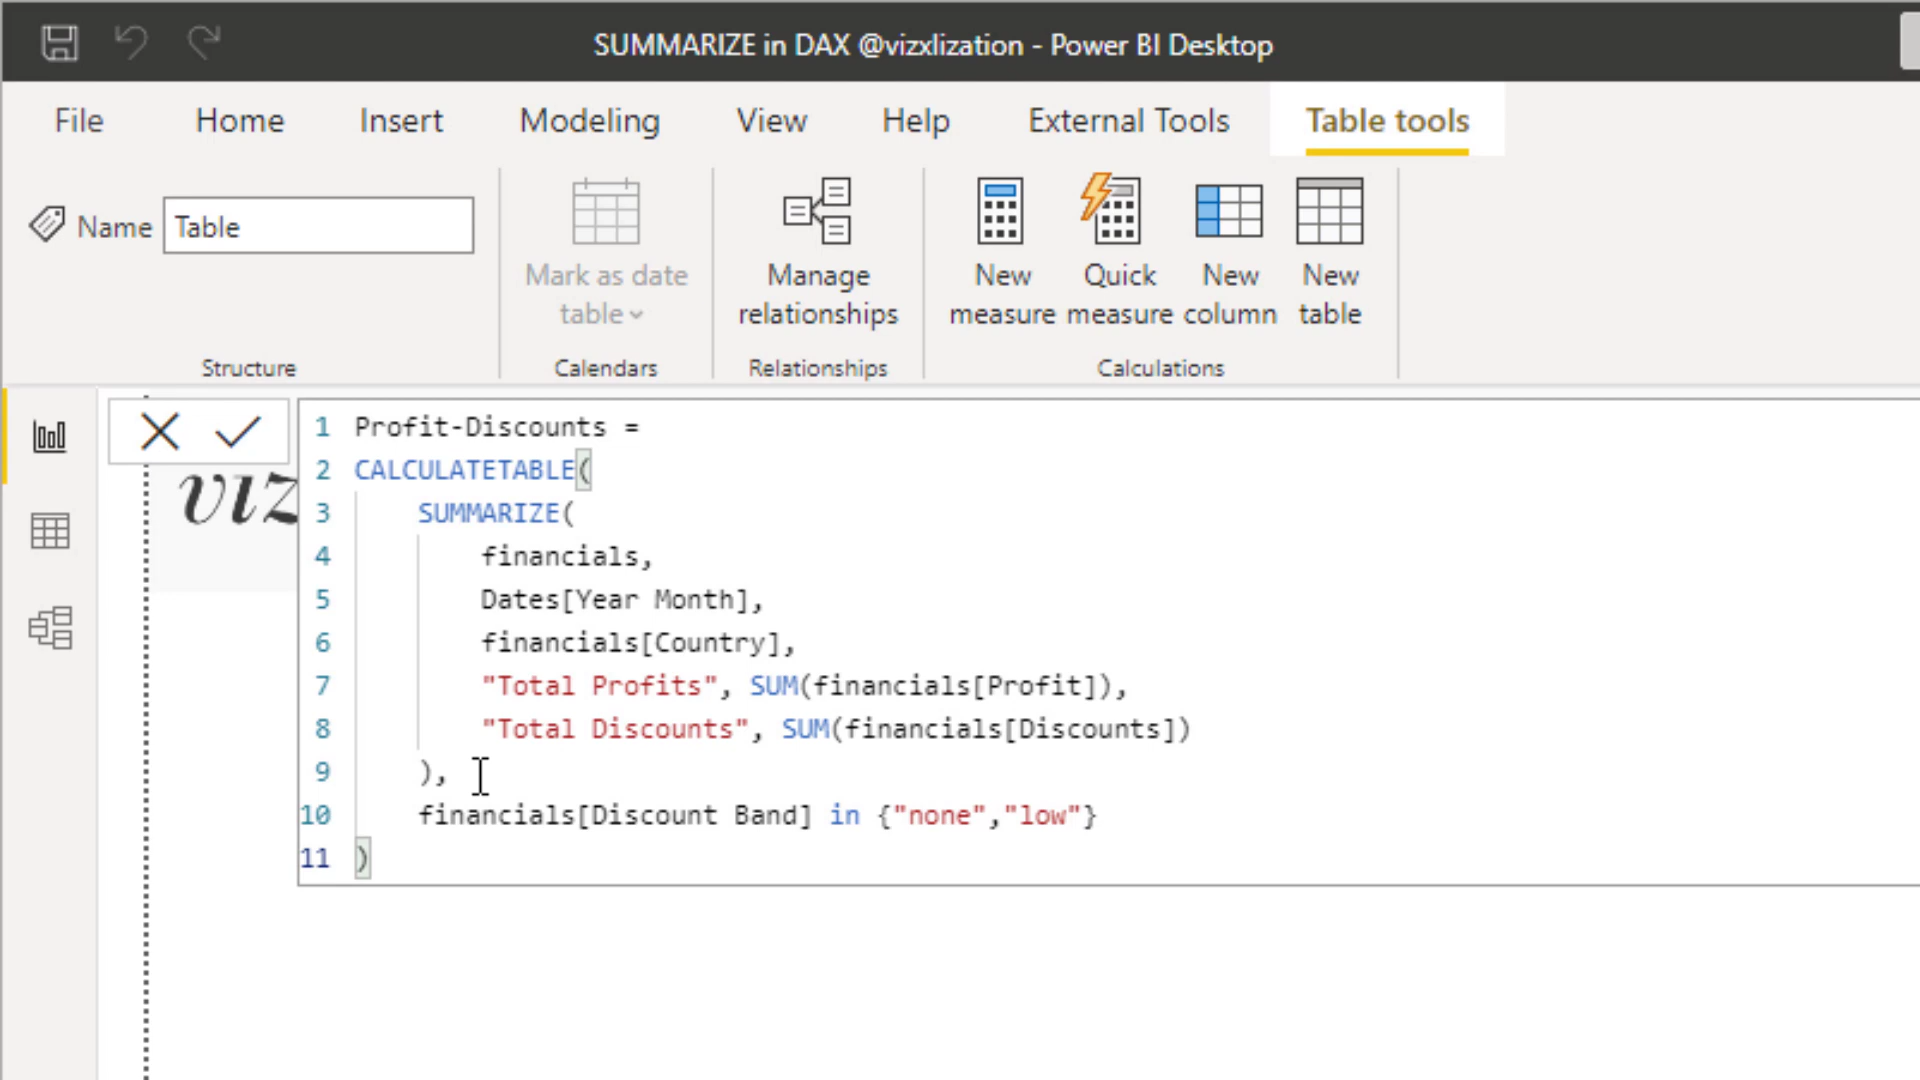 SUMMARIZE in DAX @vizxlization - Power BI Desktop
File Home Insert Modeling View Help External Tools Table tools
Name Table
Mark as date table
Manage relationships
New measure
Quick measure
New column
New table
Structure Calendars Relationships Calculations
viz
1 Profit-Discounts =
2 CALCULATETABLE(
3 SUMMARIZE(
4 financials,
5 Dates[Year Month],
6 financials[Country],
7 "Total Profits", SUM(financials[Profit]),
8 "Total Discounts", SUM(financials[Discounts])
9 ),
10 financials[Discount Band] in {"none","low"}
11 )